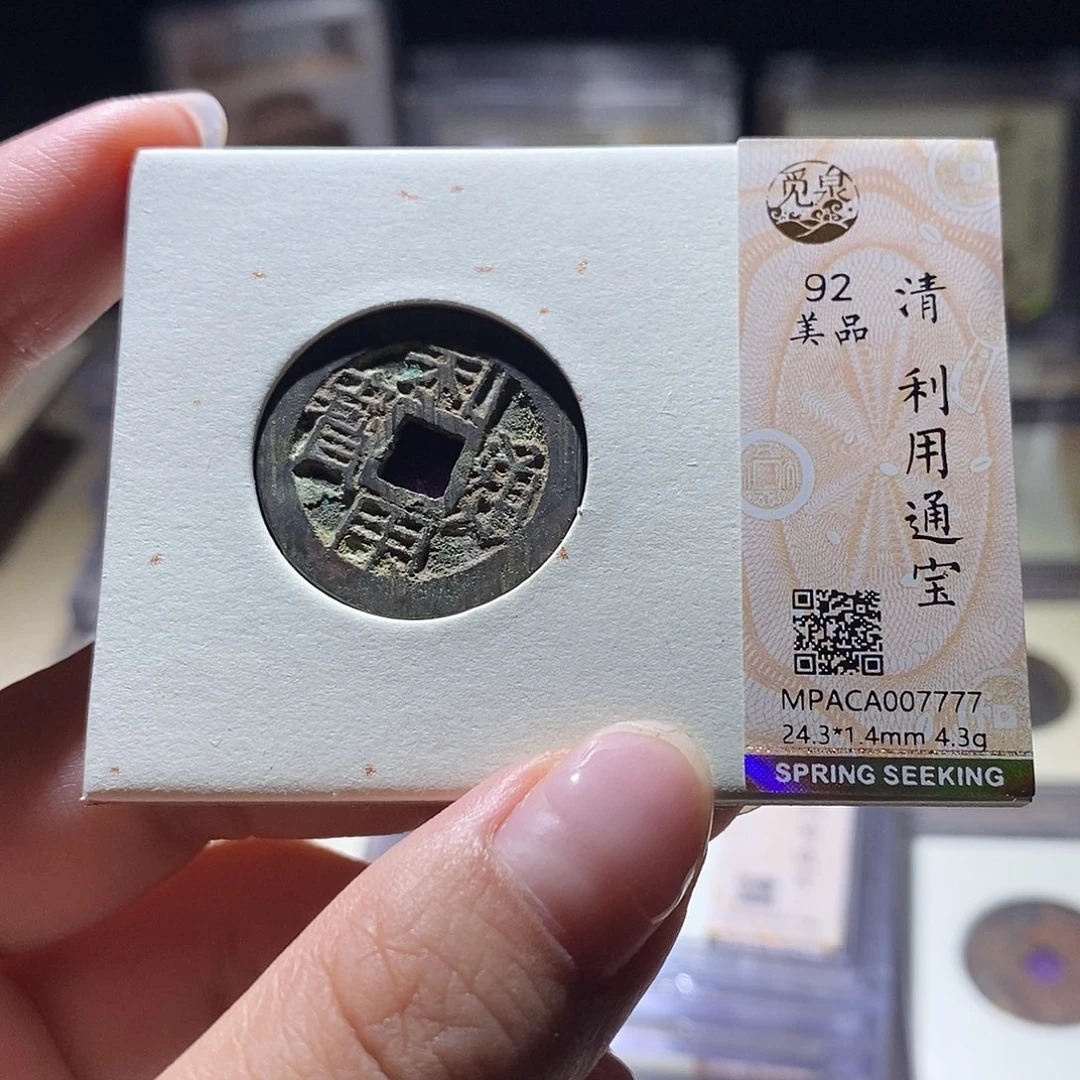 觅泉
92
美品
清 利用通宝
MPACA007777
24.3*1.4mm 4.3g
SPRING SEEKING
利用通寳